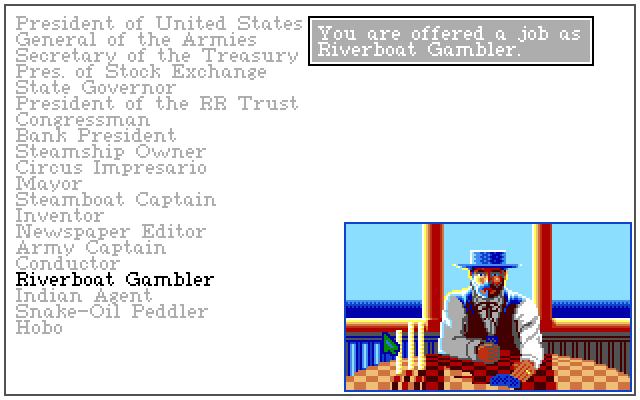 President of United States
General of the Armies
Secretary of the Treasury
Pres. of Stock Exchange
State Governor
President of the RR Trust
Congressman
Bank President
Steamship Owner
Circus Impresario
Mayor
Steamboat Captain
Inventor
Newspaper Editor
Army Captain
Conductor
Riverboat Gambler
Indian Agent
Snake-Oil Peddler
Hobo
You are offered a job as
Riverboat Gambler.